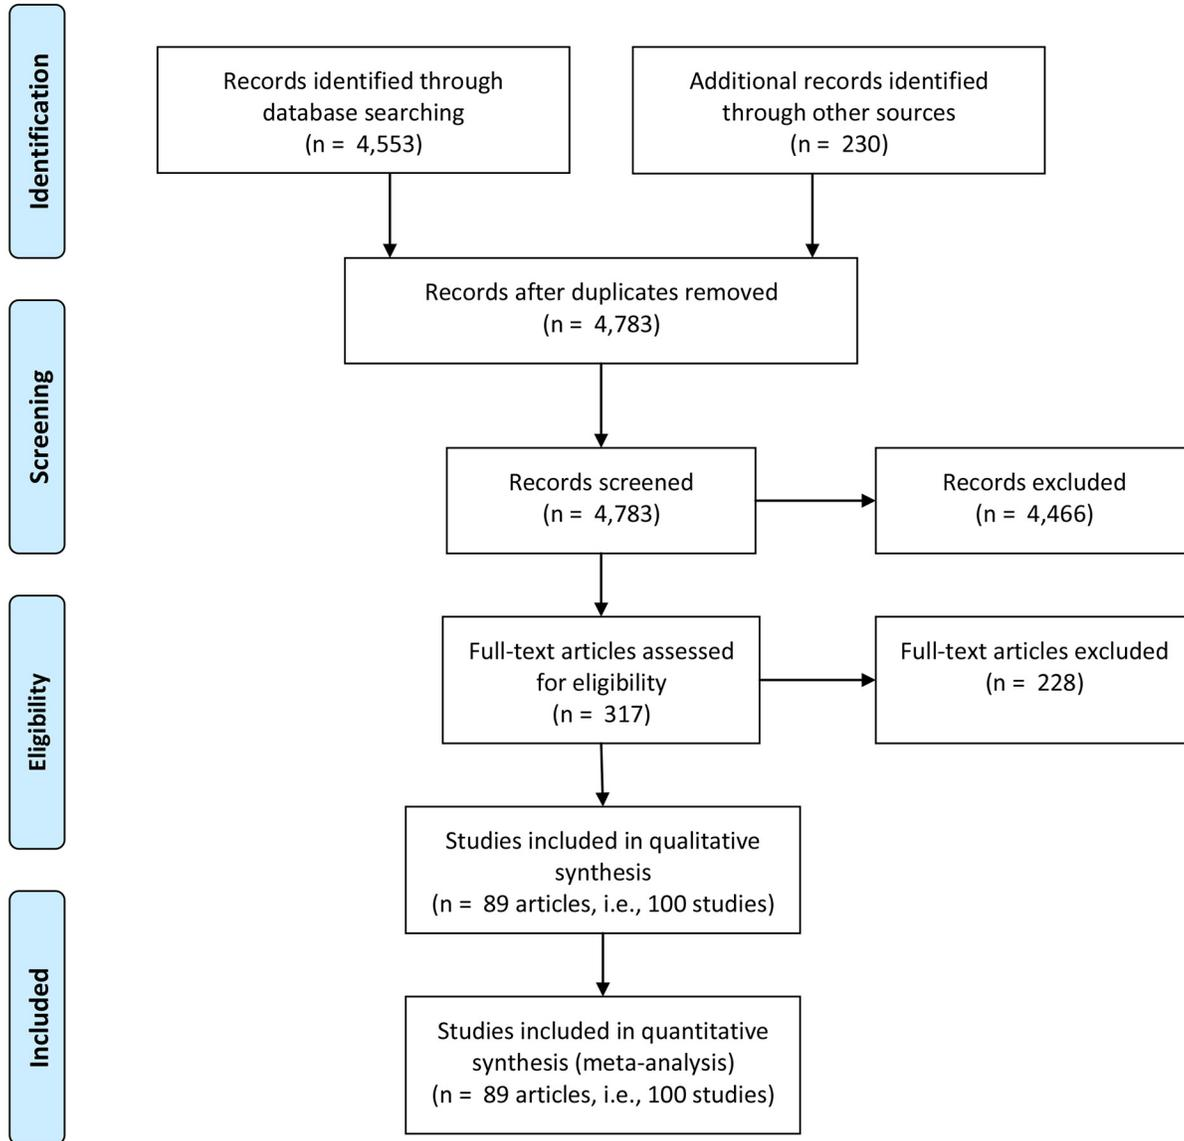 Identification
Records identified through
database searching
(n = 4,553)
Additional records identified
through other sources
(n = 230)
Records after duplicates removed
(n = 4,783)
Screening
Records screened
(n = 4,783)
Records excluded
(n = 4,466)
Eligibility
Full-text articles assessed
for eligibility
(n = 317)
Full-text articles excluded
(n = 228)
Studies included in qualitative
synthesis
(n = 89 articles, i.e., 100 studies)
Included
Studies included in quantitative
synthesis (meta-analysis)
(n = 89 articles, i.e., 100 studies)